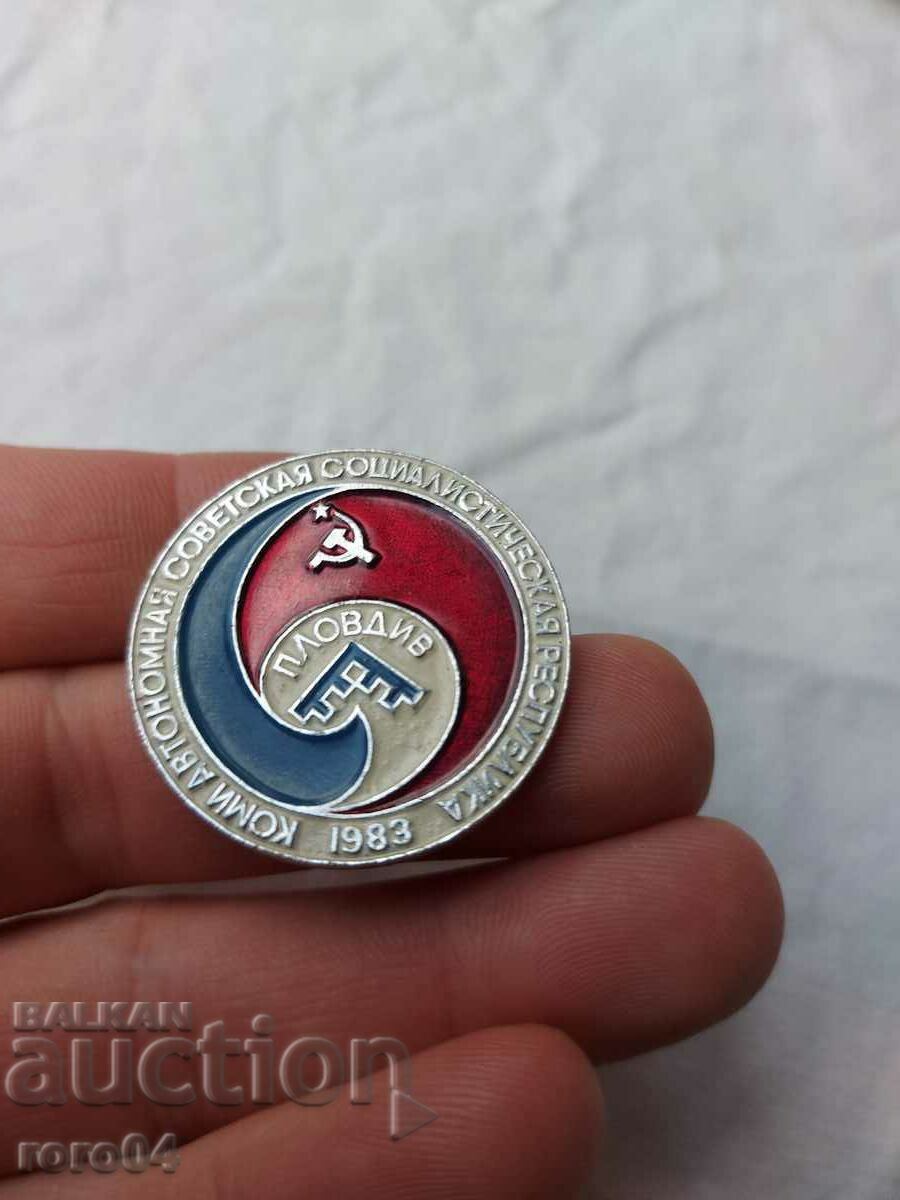 КОМИ АВТОНОМНАЯ СОВЕТСКАЯ СОЦИАЛИСТИЧЕСКАЯ РЕСПУБЛИКА
ПЛОВДИВ
1983
BALKAN
auction
roro04